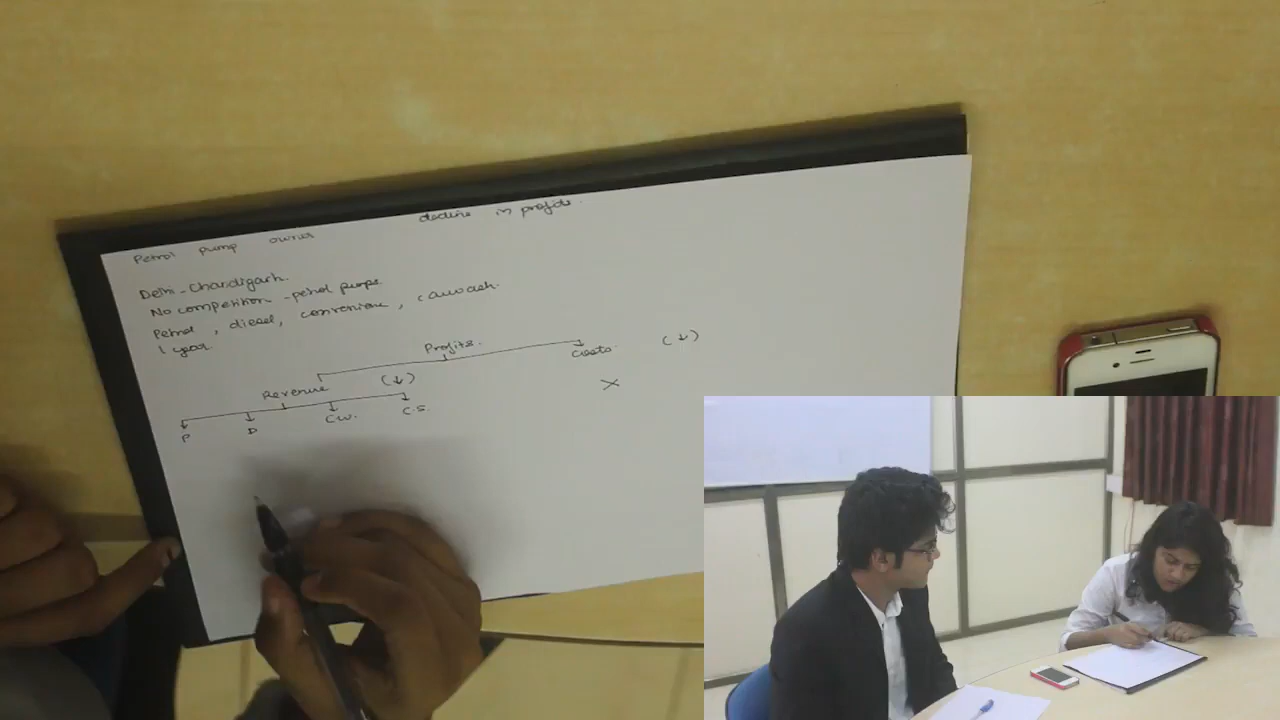 Petrol pump owner decline in profits.
Delhi - Chandigarh.
No competition - petrol pumps.
Petrol, diesel, convenience, carwash.
1 year.
Profits.
Revenue (↓) Costs (↓)
X
P D C.W. C.S.